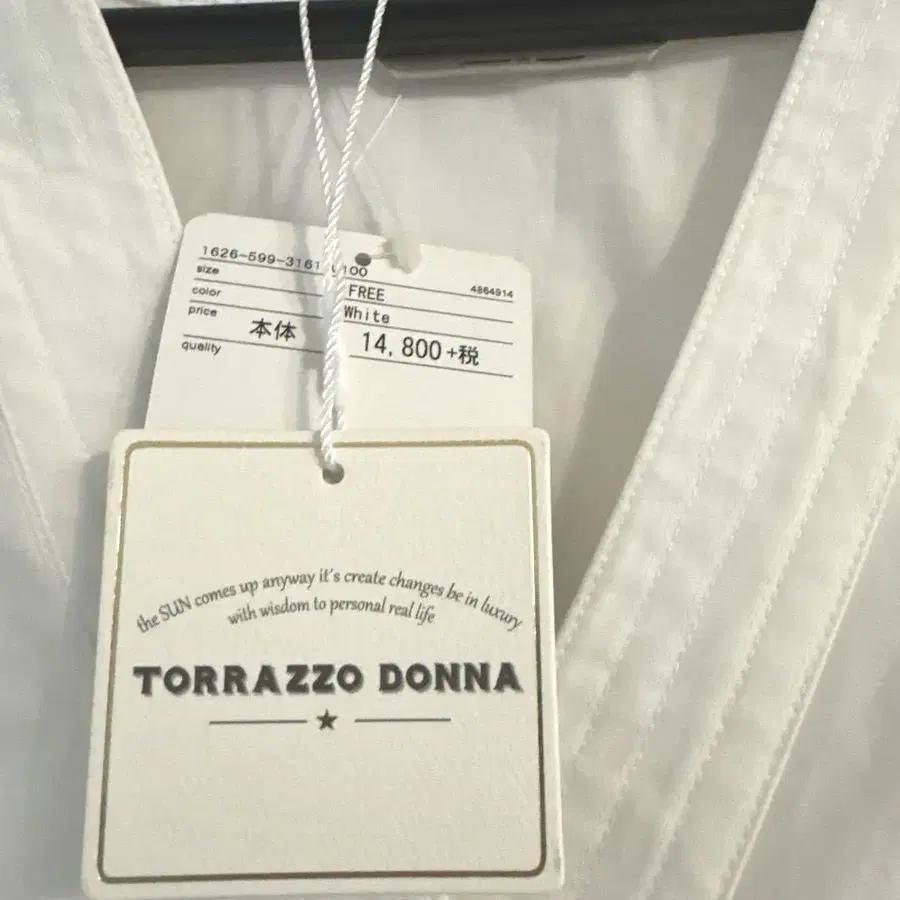 1626-599-3161 0100
size FREE 4864914
color White
price 本体 14,800+税
quality
the SUN comes up anyway it's create changes be in luxury
with wisdom to personal real life
TORRAZZO DONNA